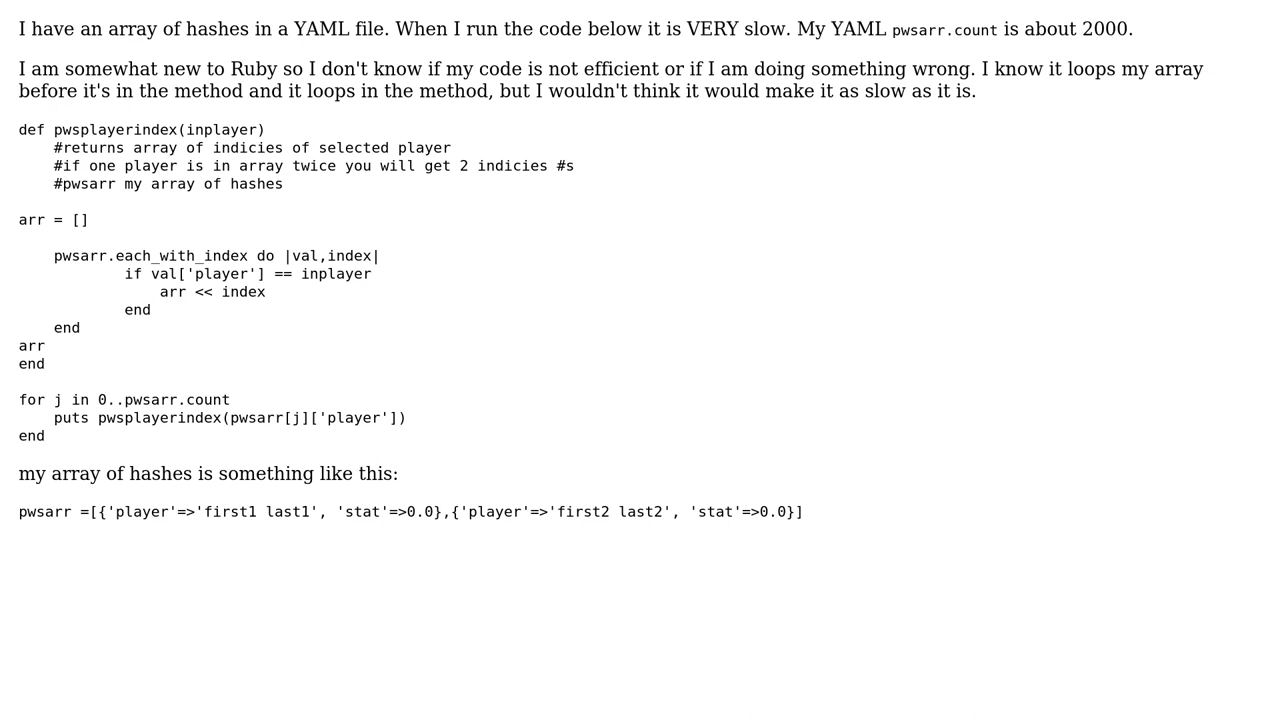 I have an array of hashes in a YAML file. When I run the code below it is VERY slow. My YAML pwsarr.count is about 2000.
I am somewhat new to Ruby so I don't know if my code is not efficient or if I am doing something wrong. I know it loops my array
before it's in the method and it loops in the method, but I wouldn't think it would make it as slow as it is.
def pwsplayerindex(inplayer)
    #returns array of indicies of selected player
    #if one player is in array twice you will get 2 indicies #s
    #pwsarr my array of hashes
arr = []
    pwsarr.each_with_index do |val,index|
            if val['player'] == inplayer
                arr << index
            end
    end
arr
end
for j in 0..pwsarr.count
    puts pwsplayerindex(pwsarr[j]['player'])
end
my array of hashes is something like this:
pwsarr =[{'player'=>'first1 last1', 'stat'=>0.0},{'player'=>'first2 last2', 'stat'=>0.0}]